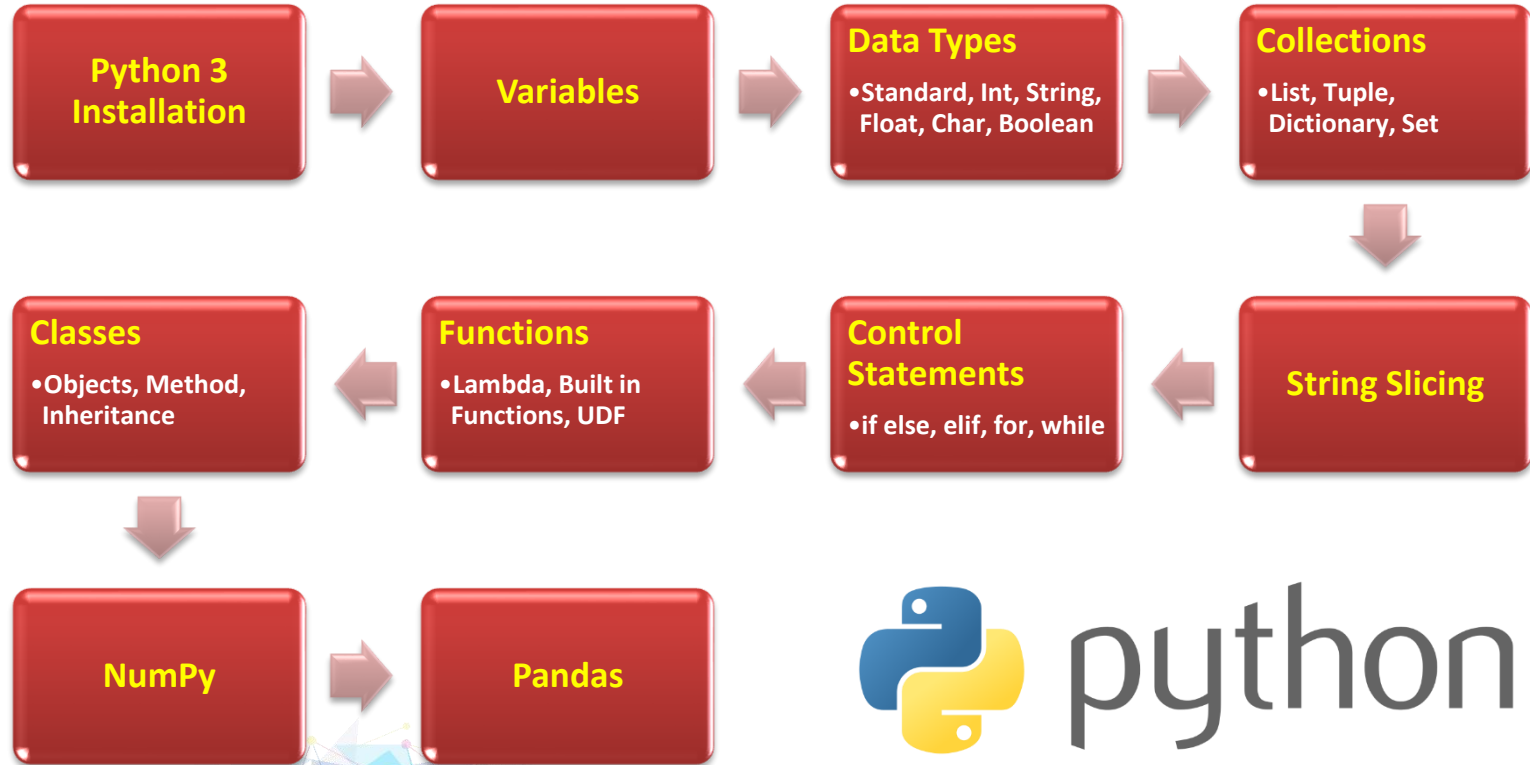 Python 3
Installation
Variables
Data Types
•Standard, Int, String,
Float, Char, Boolean
Collections
•List, Tuple,
Dictionary, Set
String Slicing
Control
Statements
•if else, elif, for, while
Functions
•Lambda, Built in
Functions, UDF
Classes
•Objects, Method,
Inheritance
NumPy
Pandas
python